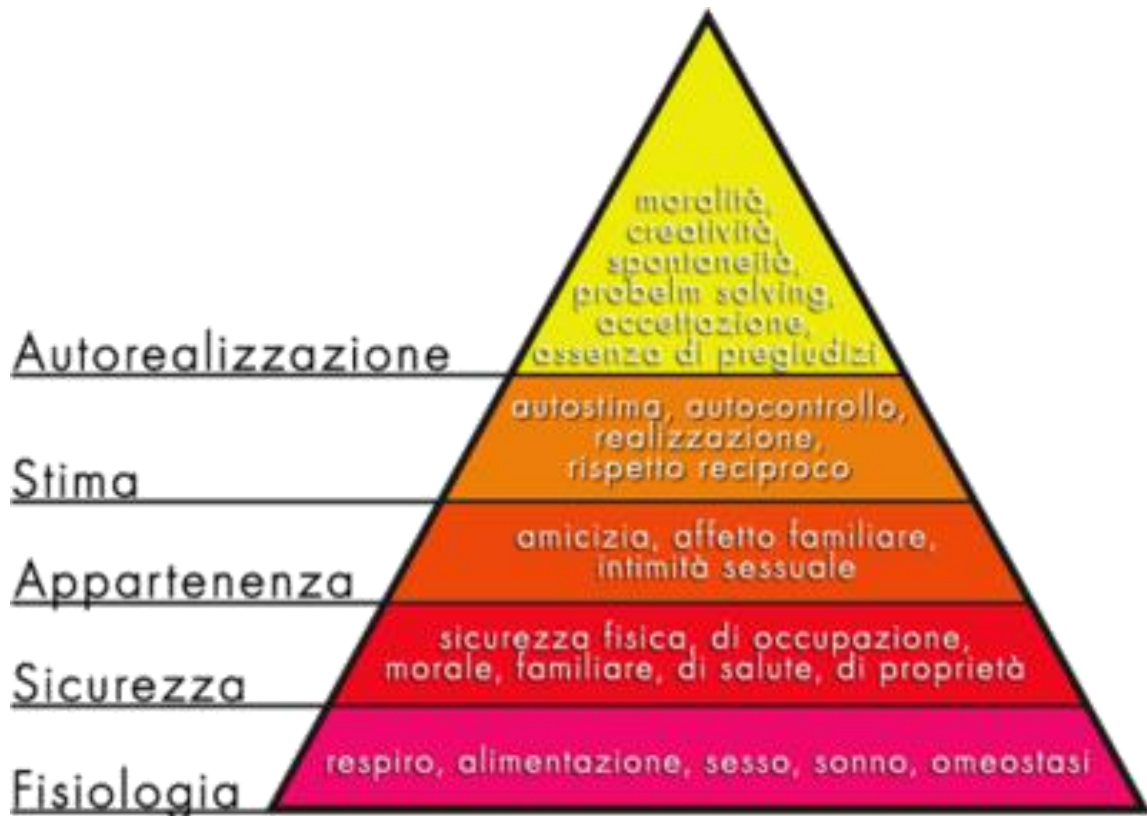 moralità,
creatività,
spontaneità,
probelm solving,
accettazione,
assenza di pregiudizi
Autorealizzazione
autostima, autocontrollo,
realizzazione,
rispetto reciproco
Stima
amicizia, affetto familiare,
intimità sessuale
Appartenenza
sicurezza fisica, di occupazione,
morale, familiare, di salute, di proprietà
Sicurezza
respiro, alimentazione, sesso, sonno, omeostasi
Fisiologia